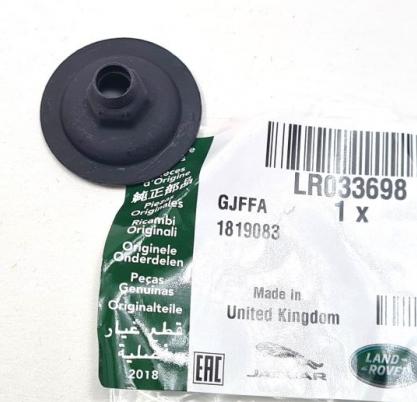 Pièces
d'Origine
純正部品
Piezas
Originales
Ricambi
Originali
Originele
Onderdelen
Peças
Genuínas
Originalteile
قطع غيار
أصلية
2018
LR033698
1 x
GJFFA
1819083
Made in
United Kingdom
EAC
JAGUAR
LAND-
ROVER